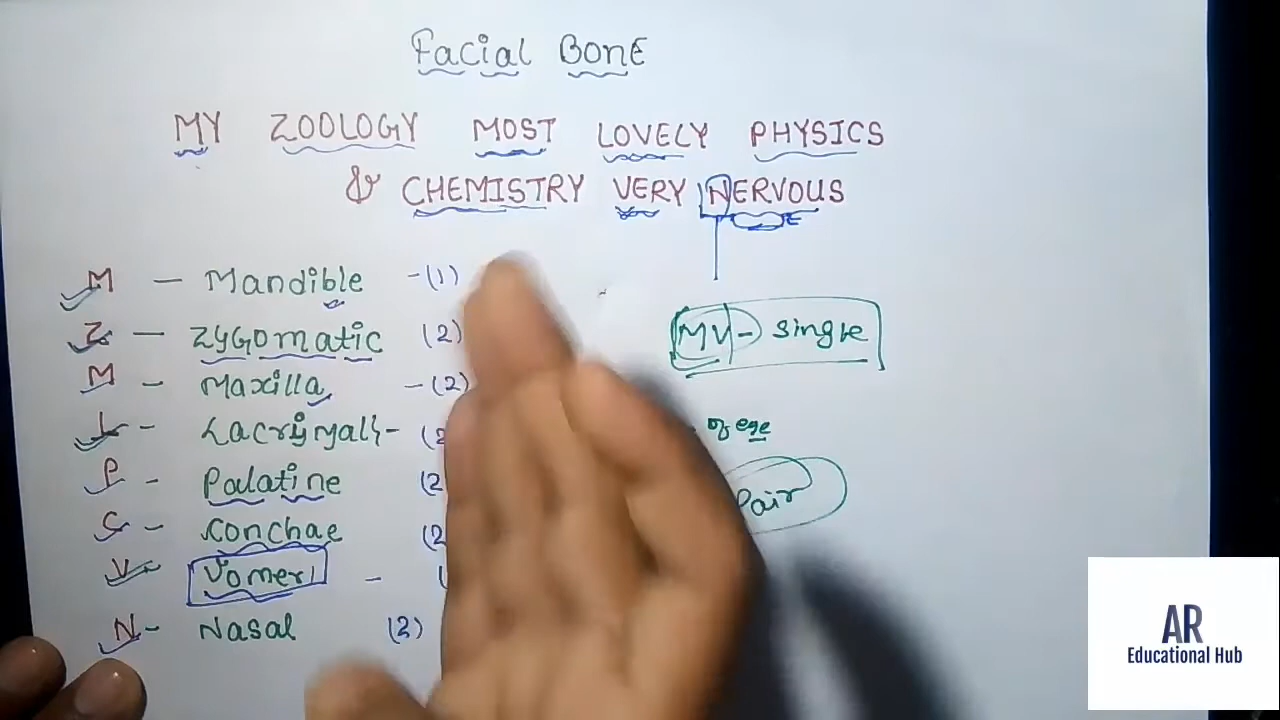 Facial Bone
MY ZOOLOGY MOST LOVELY PHYSICS
& CHEMISTRY VERY NERVOUS
M - Mandible -(1)
Z - Zygomatic (2)
M - Maxilla -(2)
L - Lacrymal - (2
P - Palatine (2
C - Conchae (2
V - Vomer - (
N - Nasal (2)
MV - Single
of eye
Pair
AR
Educational Hub